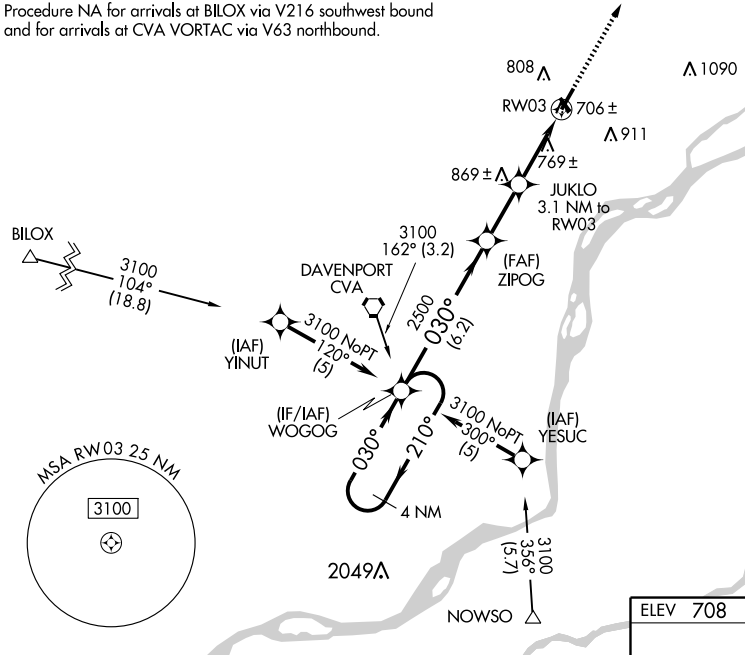 Procedure NA for arrivals at BILOX via V216 southwest bound
and for arrivals at CVA VORTAC via V63 northbound.
808
1090
RW03
706 ±
911
769 ±
869 ±
JUKLO
3.1 NM to
RW03
BILOX
3100
104°
(18.8)
3100
162° (3.2)
DAVENPORT
CVA
(FAF)
ZIPOG
2500
030°
(6.2)
3100 NoPT
120°
(5)
(IAF)
YINUT
(IF/IAF)
WOGOG
3100 NoPT
300°
(5)
(IAF)
YESUC
030°
210°
4 NM
MSA RW03 25 NM
3100
2049
3100
356°
(5.7)
NOWSO
ELEV 708